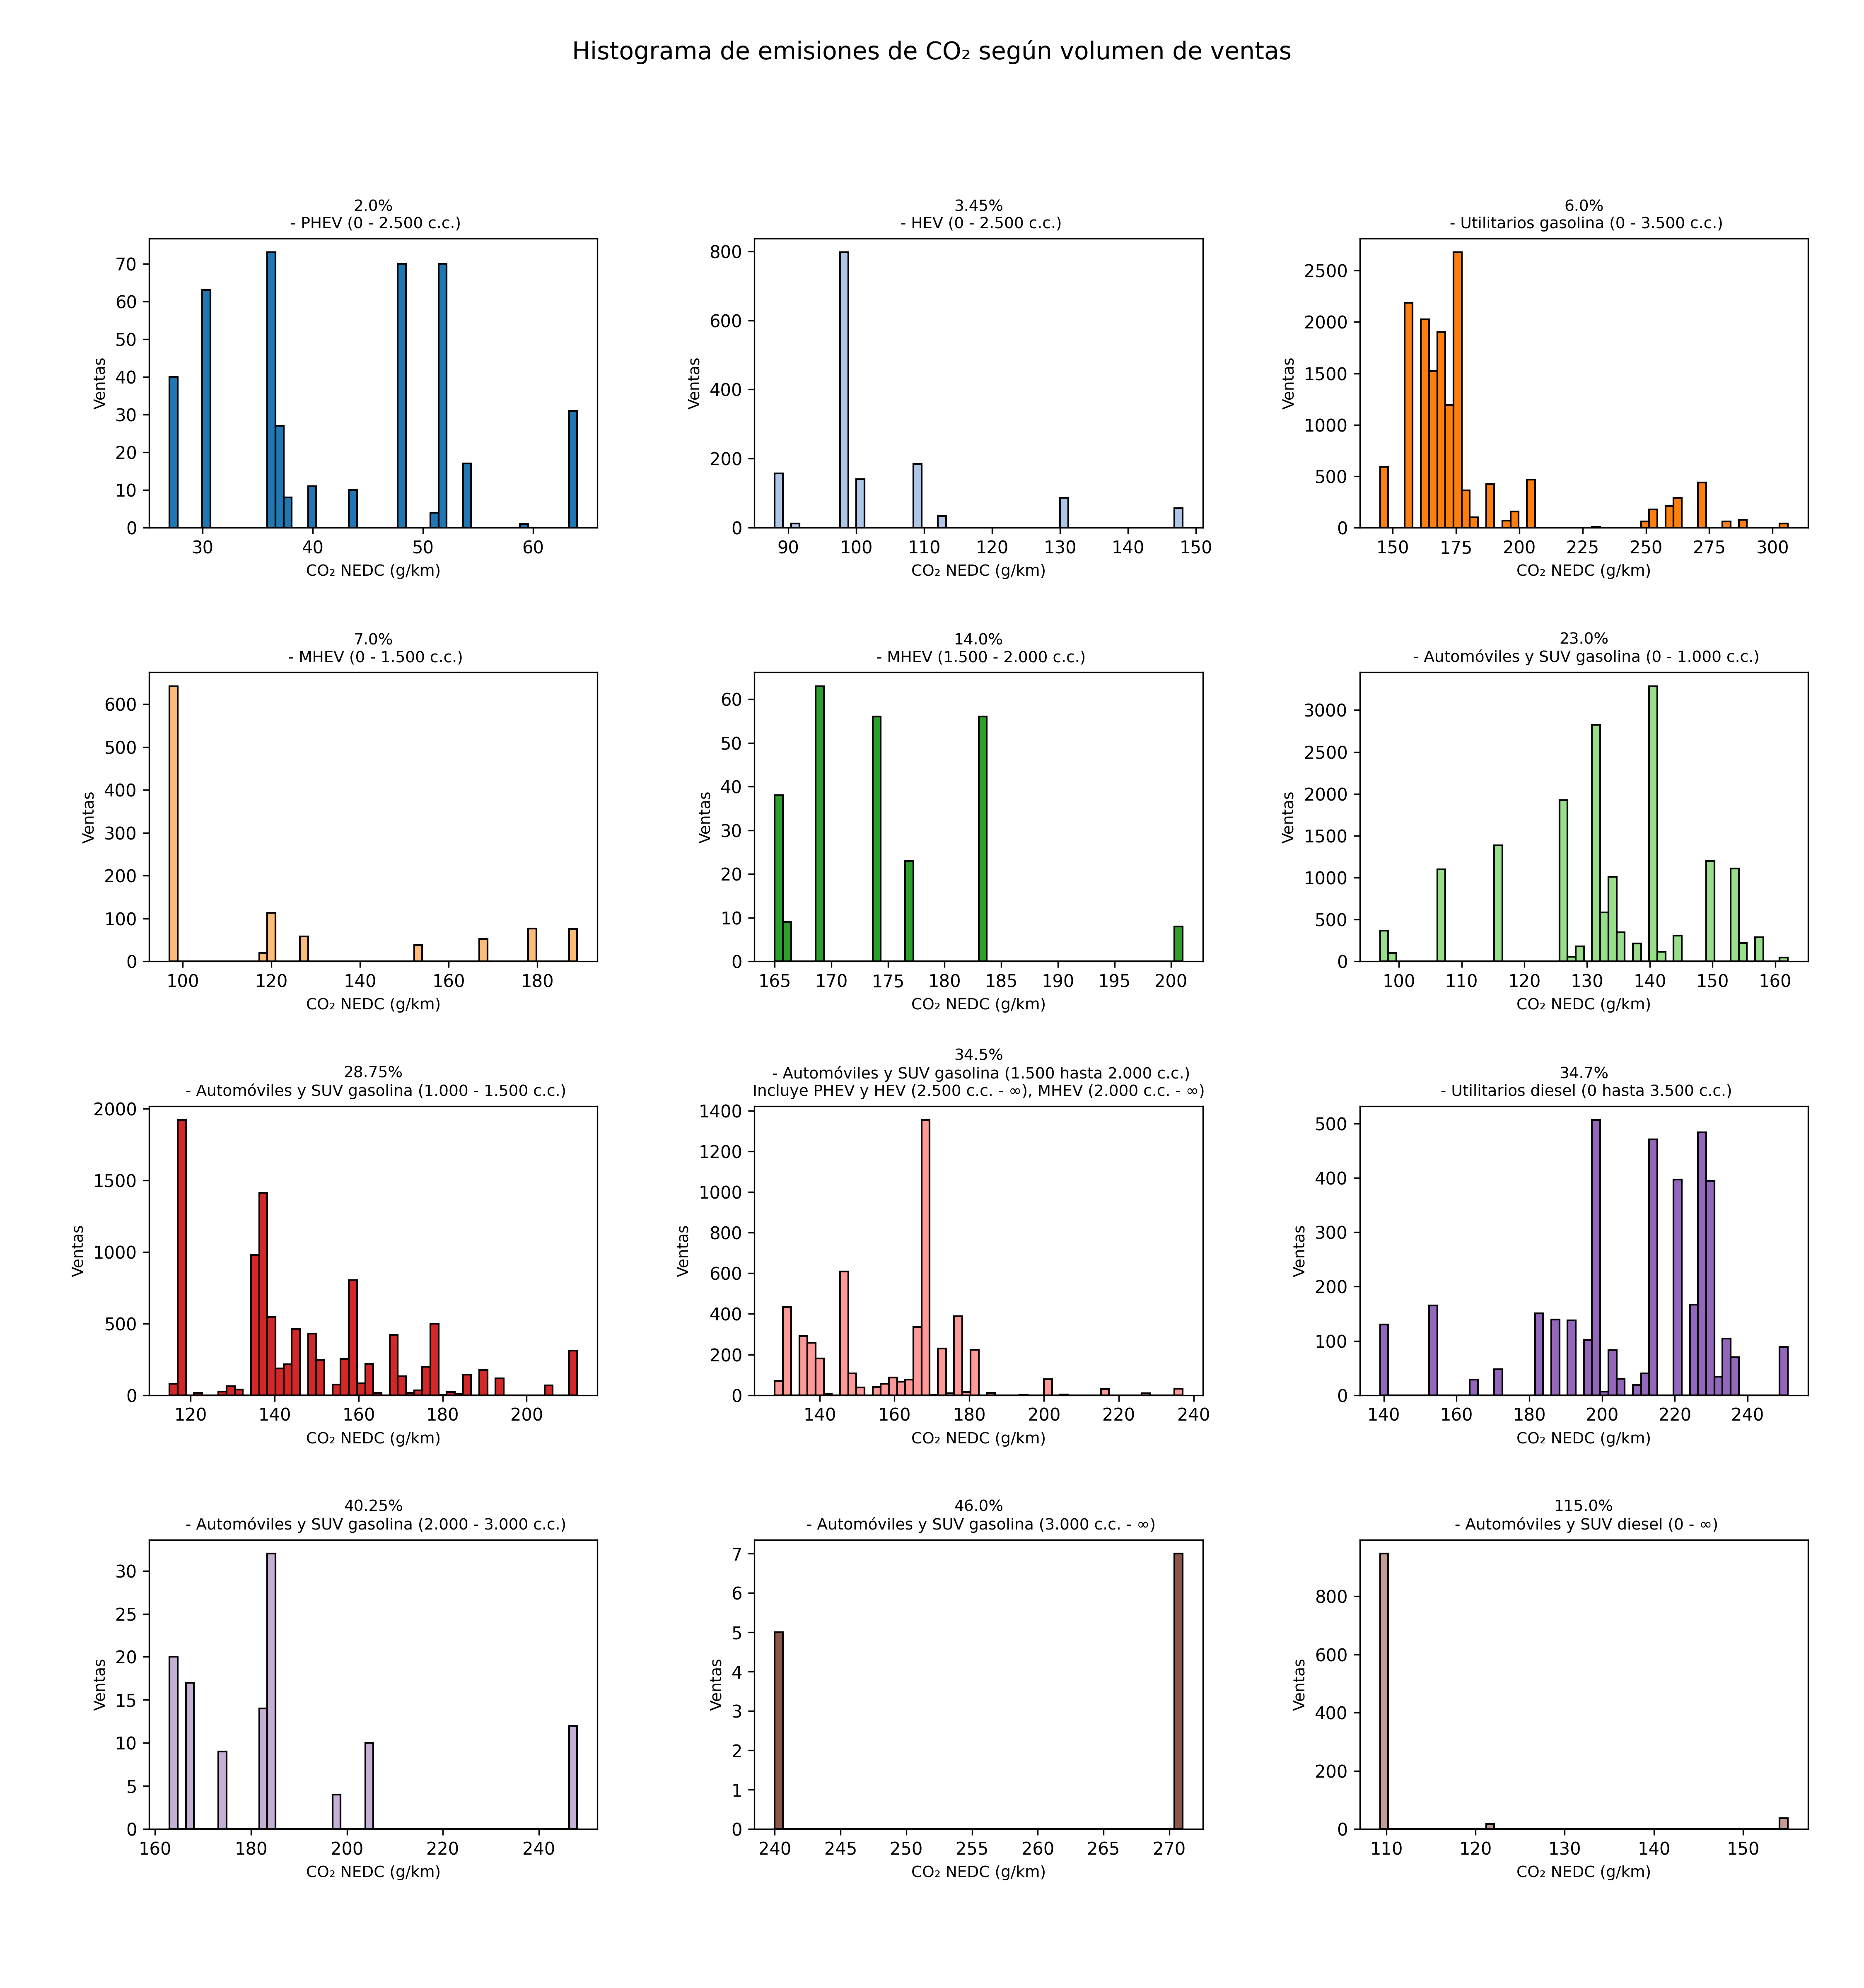 Histograma de emisiones de CO₂ según volumen de ventas
2.0%
- PHEV (0 - 2.500 c.c.)
Ventas
70
60
50
40
30
20
10
0
30 40 50 60
CO₂ NEDC (g/km)
3.45%
- HEV (0 - 2.500 c.c.)
Ventas
800
600
400
200
0
90 100 110 120 130 140 150
CO₂ NEDC (g/km)
6.0%
- Utilitarios gasolina (0 - 3.500 c.c.)
Ventas
2500
2000
1500
1000
500
0
150 175 200 225 250 275 300
CO₂ NEDC (g/km)
7.0%
- MHEV (0 - 1.500 c.c.)
Ventas
600
500
400
300
200
100
0
100 120 140 160 180
CO₂ NEDC (g/km)
14.0%
- MHEV (1.500 - 2.000 c.c.)
Ventas
60
50
40
30
20
10
0
165 170 175 180 185 190 195 200
CO₂ NEDC (g/km)
23.0%
- Automóviles y SUV gasolina (0 - 1.000 c.c.)
Ventas
3000
2500
2000
1500
1000
500
0
100 110 120 130 140 150 160
CO₂ NEDC (g/km)
28.75%
- Automóviles y SUV gasolina (1.000 - 1.500 c.c.)
Ventas
2000
1500
1000
500
0
120 140 160 180 200
CO₂ NEDC (g/km)
34.5%
- Automóviles y SUV gasolina (1.500 hasta 2.000 c.c.)
Incluye PHEV y HEV (2.500 c.c. - ∞), MHEV (2.000 c.c. - ∞)
Ventas
1400
1200
1000
800
600
400
200
0
140 160 180 200 220 240
CO₂ NEDC (g/km)
34.7%
- Utilitarios diesel (0 hasta 3.500 c.c.)
Ventas
500
400
300
200
100
0
140 160 180 200 220 240
CO₂ NEDC (g/km)
40.25%
- Automóviles y SUV gasolina (2.000 - 3.000 c.c.)
Ventas
30
25
20
15
10
5
0
160 180 200 220 240
CO₂ NEDC (g/km)
46.0%
- Automóviles y SUV gasolina (3.000 c.c. - ∞)
Ventas
7
6
5
4
3
2
1
0
240 245 250 255 260 265 270
CO₂ NEDC (g/km)
115.0%
- Automóviles y SUV diesel (0 - ∞)
Ventas
800
600
400
200
0
110 120 130 140 150
CO₂ NEDC (g/km)